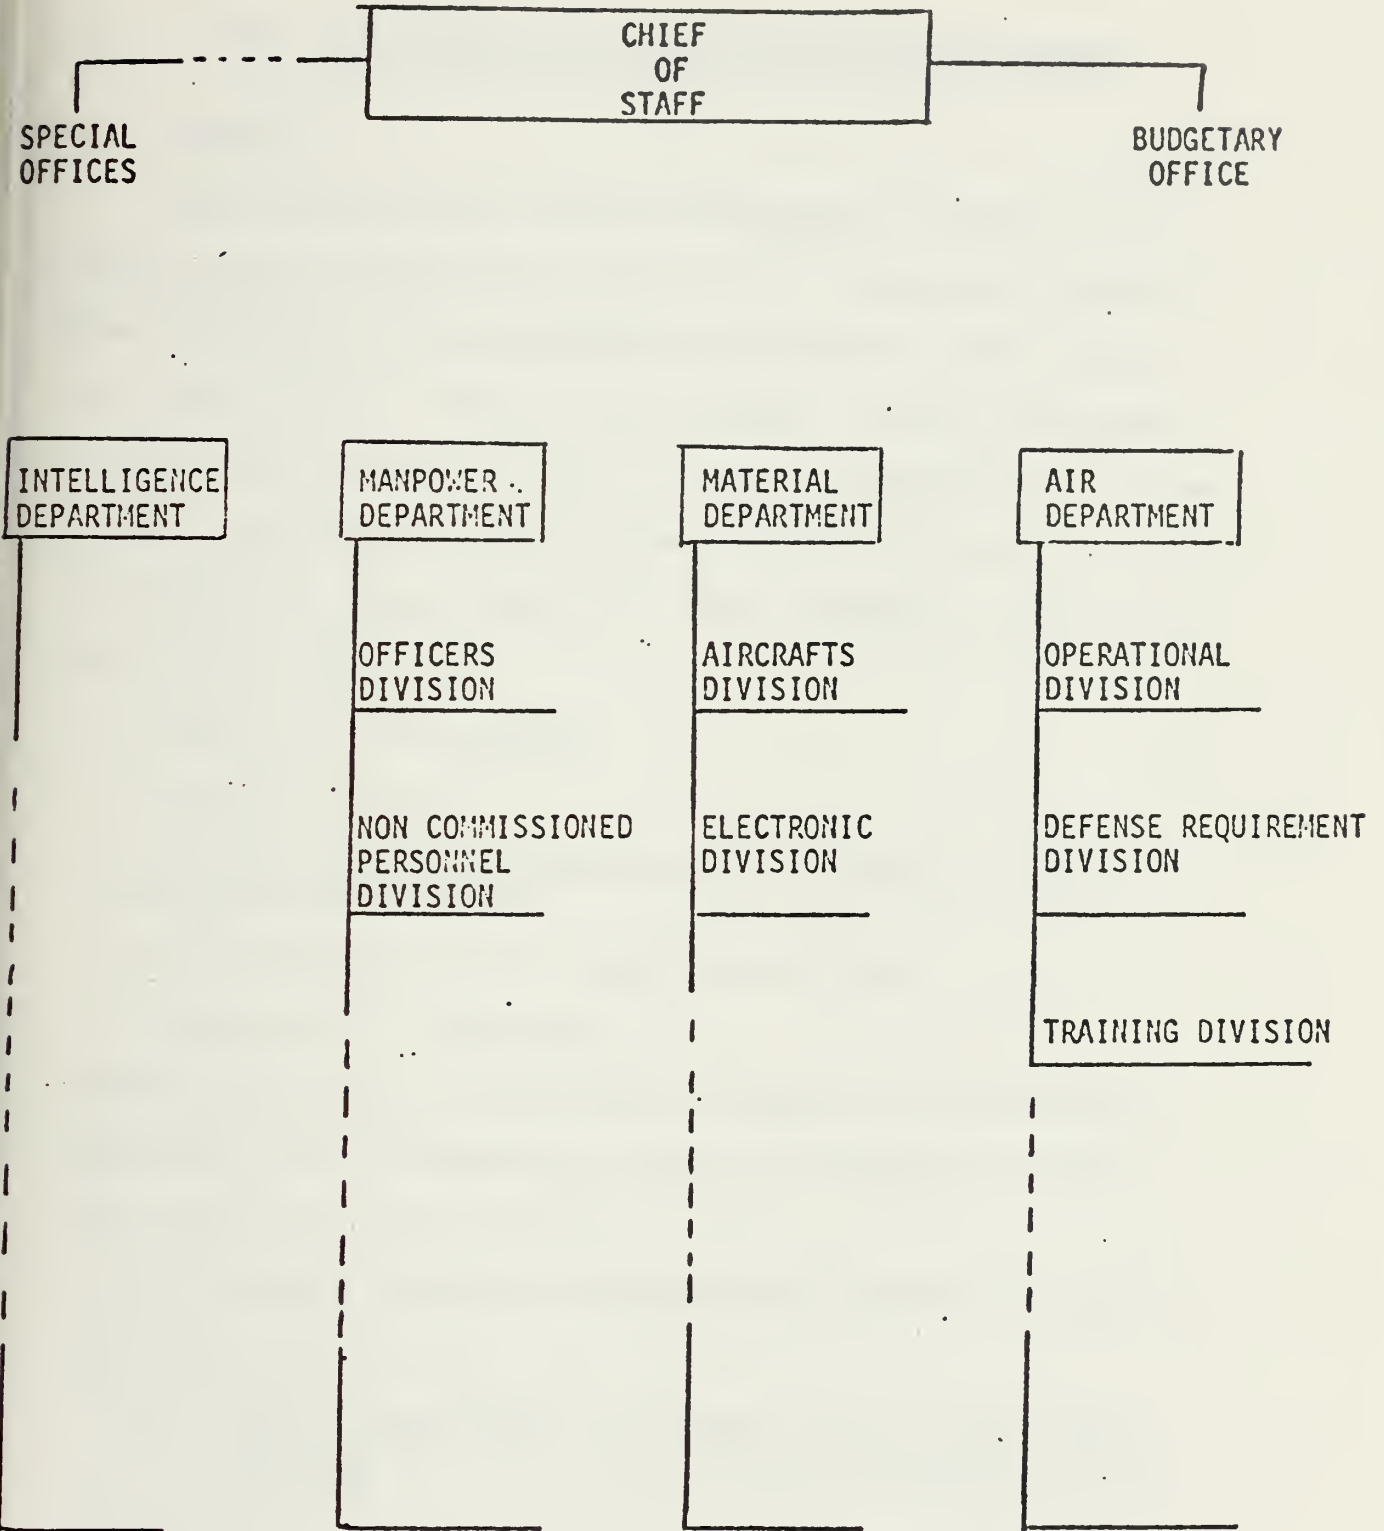 CHIEF
OF
STAFF
SPECIAL
OFFICES
BUDGETARY
OFFICE
INTELLIGENCE
DEPARTMENT
MANPOWER
DEPARTMENT
MATERIAL
DEPARTMENT
AIR
DEPARTMENT
OFFICERS
DIVISION
AIRCRAFTS
DIVISION
OPERATIONAL
DIVISION
NON COMMISSIONED
PERSONNEL
DIVISION
ELECTRONIC
DIVISION
DEFENSE REQUIREMENT
DIVISION
TRAINING DIVISION